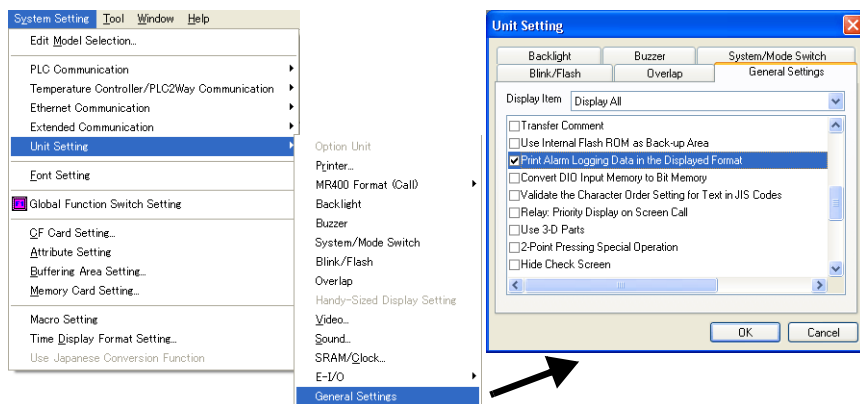 System Setting Tool Window Help
Edit Model Selection...
PLC Communication
Temperature Controller/PLC2Way Communication
Ethernet Communication
Extended Communication
Unit Setting
Font Setting
Global Function Switch Setting
CF Card Setting...
Attribute Setting
Buffering Area Setting...
Memory Card Setting...
Macro Setting
Time Display Format Setting...
Use Japanese Conversion Function
Option Unit
Printer...
MR400 Format (Call)
Backlight
Buzzer
System/Mode Switch
Blink/Flash
Overlap
Handy-Sized Display Setting
Video...
Sound...
SRAM/Clock...
E-I/O
General Settings
Unit Setting
Backlight Buzzer System/Mode Switch
Blink/Flash Overlap General Settings
Display Item Display All
Transfer Comment
Use Internal Flash ROM as Back-up Area
Print Alarm Logging Data in the Displayed Format
Convert DIO Input Memory to Bit Memory
Validate the Character Order Setting for Text in JIS Codes
Relay: Priority Display on Screen Call
Use 3-D Parts
2-Point Pressing Special Operation
Hide Check Screen
OK Cancel